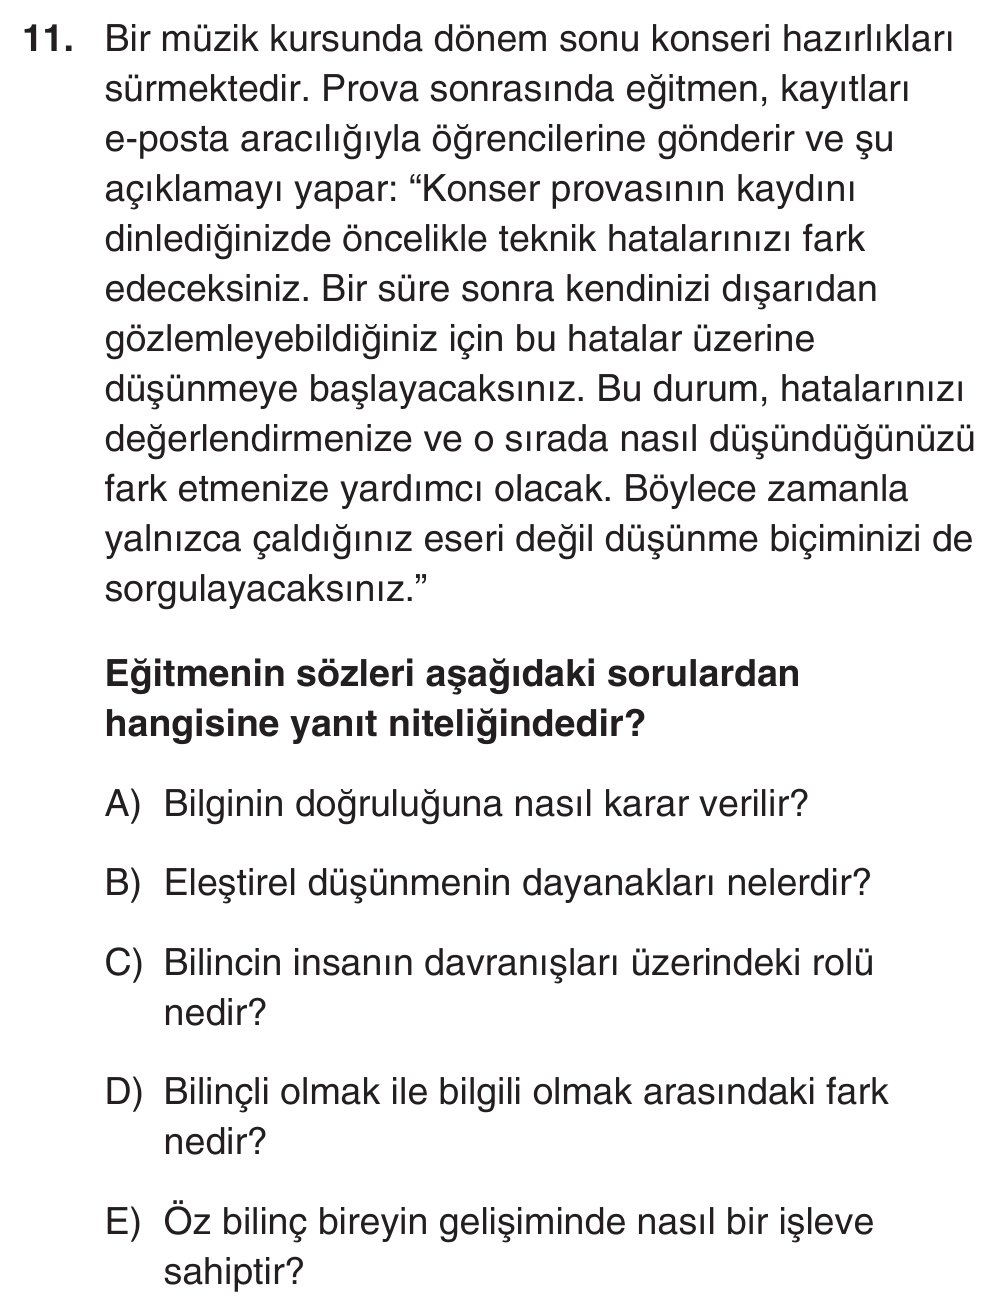 11. Bir müzik kursunda dönem sonu konseri hazırlıkları
sürmektedir. Prova sonrasında eğitmen, kayıtları
e-posta aracılığıyla öğrencilerine gönderir ve şu
açıklamayı yapar: “Konser provasının kaydını
dinlediğinizde öncelikle teknik hatalarınızı fark
edeceksiniz. Bir süre sonra kendinizi dışarıdan
gözlemleyebildiğiniz için bu hatalar üzerine
düşünmeye başlayacaksınız. Bu durum, hatalarınızı
değerlendirmenize ve o sırada nasıl düşündüğünüzü
fark etmenize yardımcı olacak. Böylece zamanla
yalnızca çaldığınız eseri değil düşünme biçiminizi de
sorgulayacaksınız.”
Eğitmenin sözleri aşağıdaki sorulardan
hangisine yanıt niteliğindedir?
A) Bilginin doğruluğuna nasıl karar verilir?
B) Eleştirel düşünmenin dayanakları nelerdir?
C) Bilincin insanın davranışları üzerindeki rolü
nedir?
D) Bilinçli olmak ile bilgili olmak arasındaki fark
nedir?
E) Öz bilinç bireyin gelişiminde nasıl bir işleve
sahiptir?